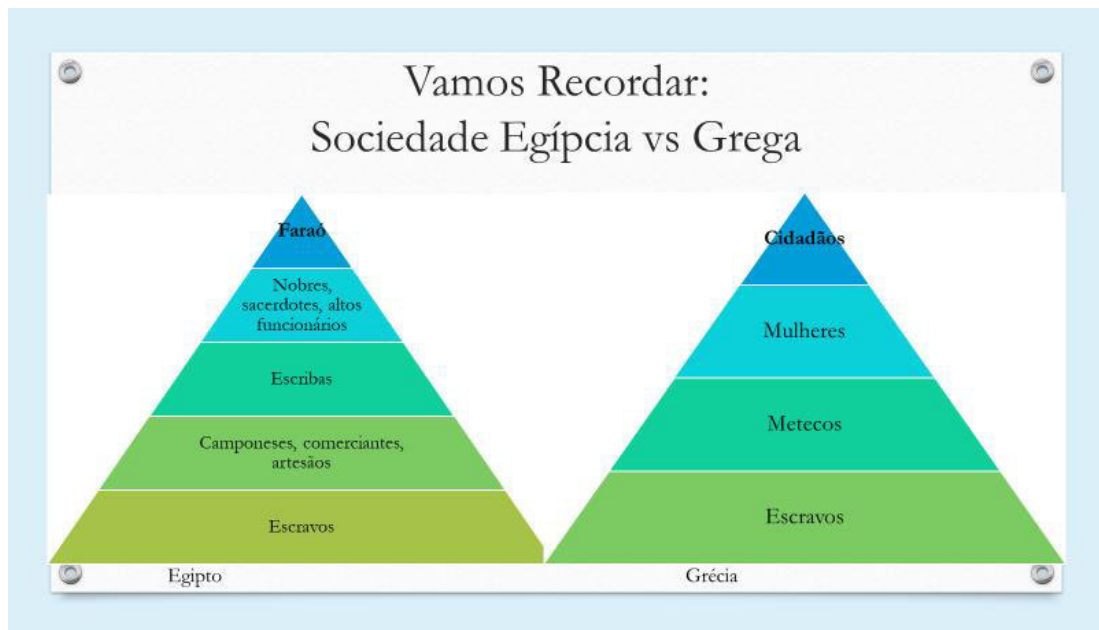 Vamos Recordar:
Sociedade Egípcia vs Grega
Faraó
Nobres,
sacerdotes, altos
funcionários
Escribas
Camponeses, comerciantes,
artesãos
Escravos
Egipto
Cidadãos
Mulheres
Metecos
Escravos
Grécia